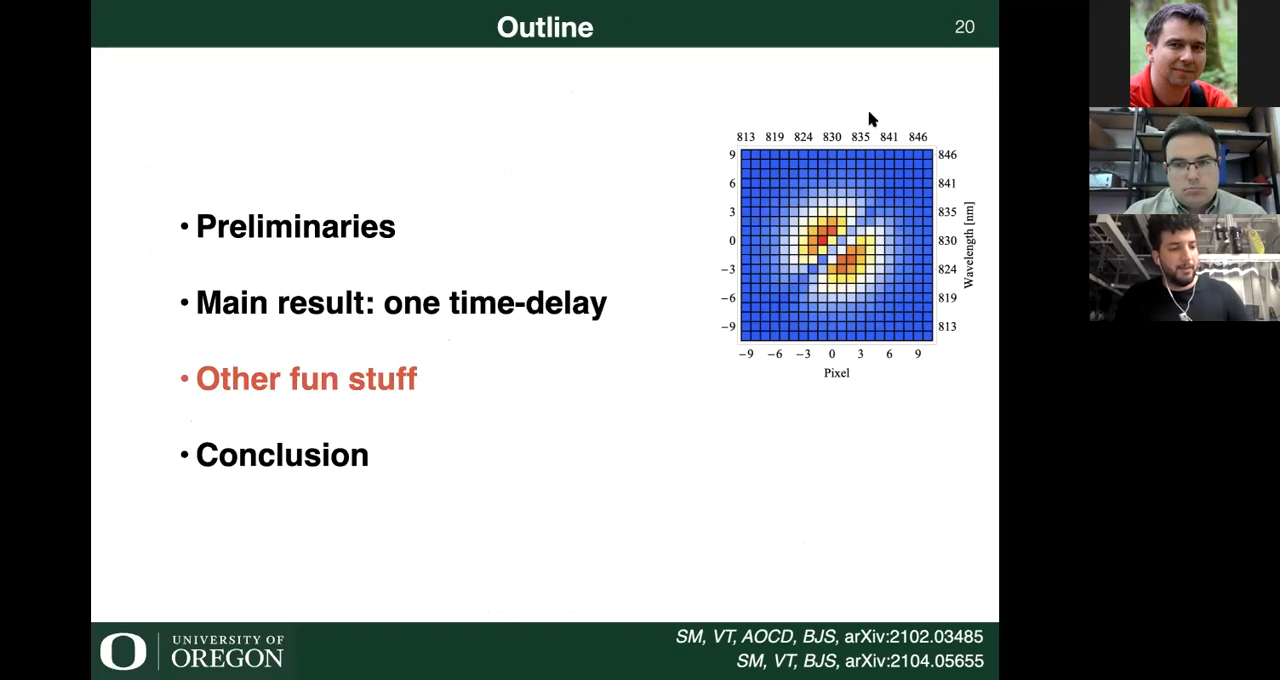 Outline
20
• Preliminaries
• Main result: one time-delay
• Other fun stuff
• Conclusion
813 819 824 830 835 841 846
9 846
6 841
3 835
0 830
−3 824
−6 819
−9 813
Wavelength [nm]
−9 −6 −3 0 3 6 9
Pixel
O
UNIVERSITY OF
OREGON
SM, VT, AOCD, BJS, arXiv:2102.03485
SM, VT, BJS, arXiv:2104.05655